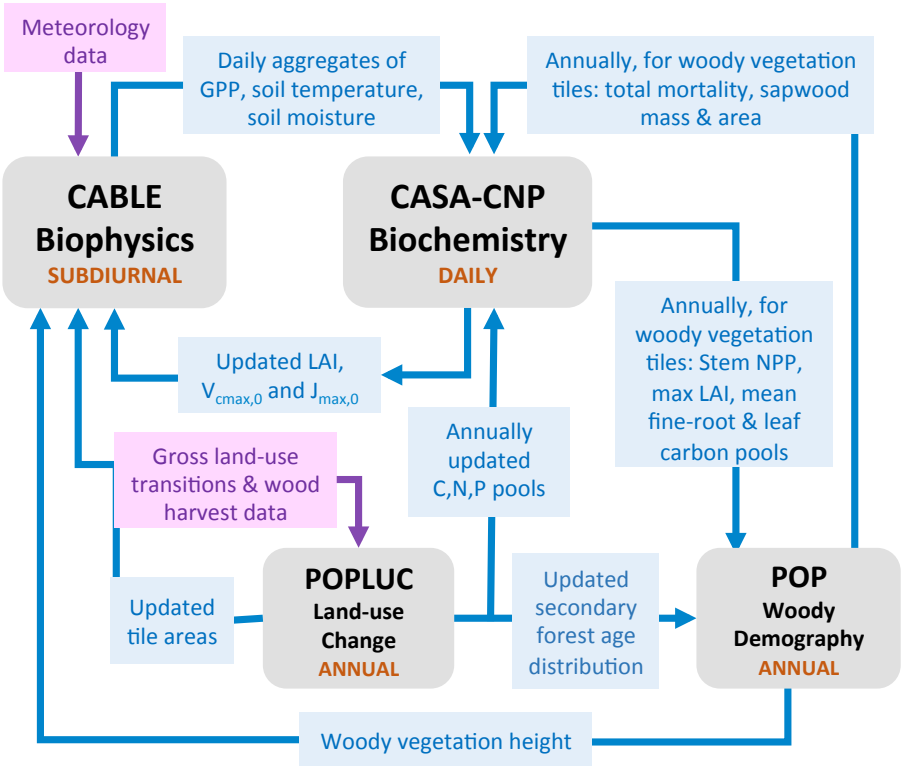 Meteorology
data
Daily aggregates of
GPP, soil temperature,
soil moisture
Annually, for woody vegetation
tiles: total mortality, sapwood
mass & area
CABLE
Biophysics
SUBDIURNAL
CASA-CNP
Biochemistry
DAILY
Annually, for
woody vegetation
tiles: Stem NPP,
max LAI, mean
fine-root & leaf
carbon pools
Updated LAI,
Vcmax,0 and Jmax,0
Gross land-use
transitions & wood
harvest data
Annually
updated
C,N,P pools
Updated
tile areas
POPLUC
Land-use
Change
ANNUAL
Updated
secondary
forest age
distribution
POP
Woody
Demography
ANNUAL
Woody vegetation height